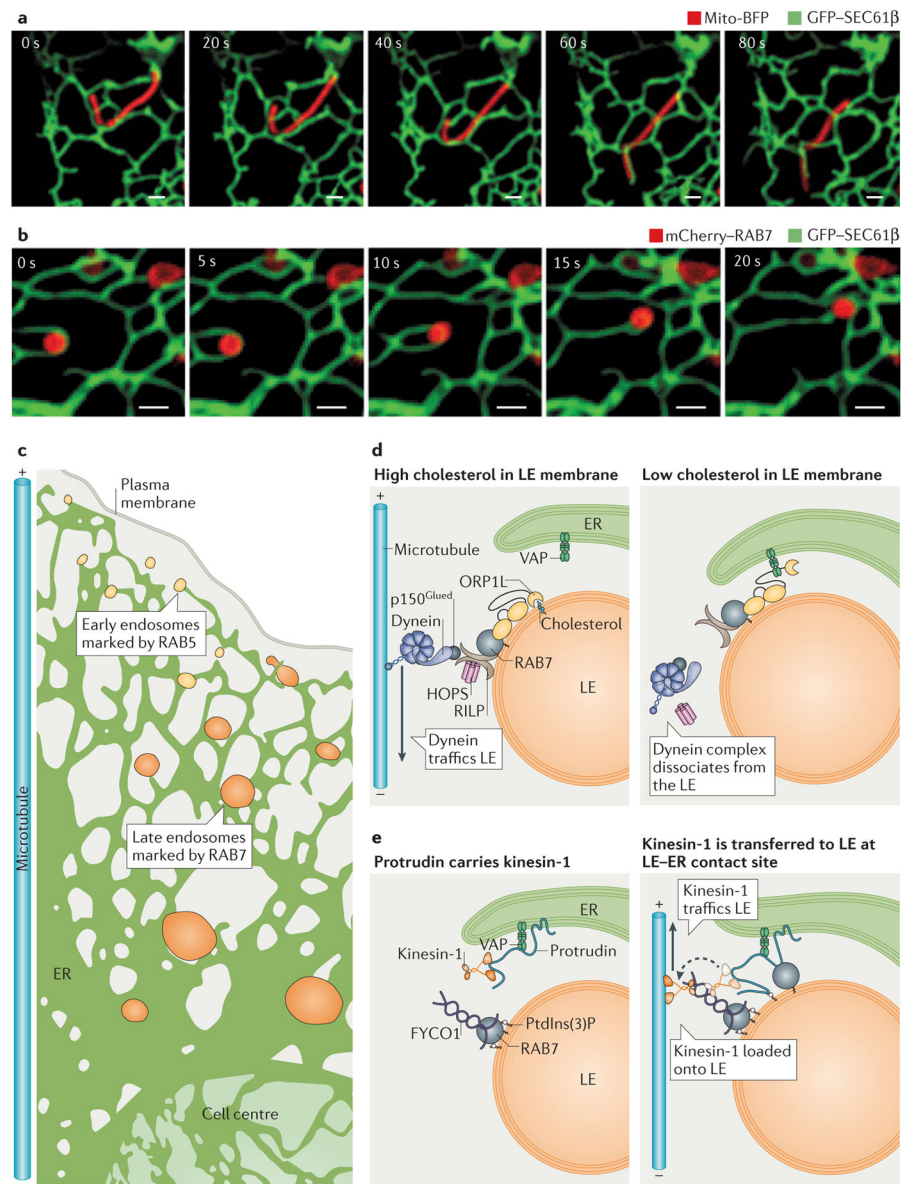 a
Mito-BFP GFP–SEC61β
0 s 20 s 40 s 60 s 80 s
b
mCherry–RAB7 GFP–SEC61β
0 s 5 s 10 s 15 s 20 s
c
+
Plasma
membrane
Early endosomes
marked by RAB5
Late endosomes
marked by RAB7
Microtubule
ER
Cell centre
–
d
High cholesterol in LE membrane
+
Microtubule
ER
VAP
ORP1L
p150Glued
Dynein
Cholesterol
RAB7
HOPS
RILP
LE
Dynein
traffics LE
–
Low cholesterol in LE membrane
Dynein complex
dissociates from
the LE
e
Protrudin carries kinesin-1
ER
VAP
Kinesin-1
Protrudin
FYCO1
PtdIns(3)P
RAB7
LE
Kinesin-1 is transferred to LE at
LE–ER contact site
+
Kinesin-1
traffics LE
Kinesin-1 loaded
onto LE
–